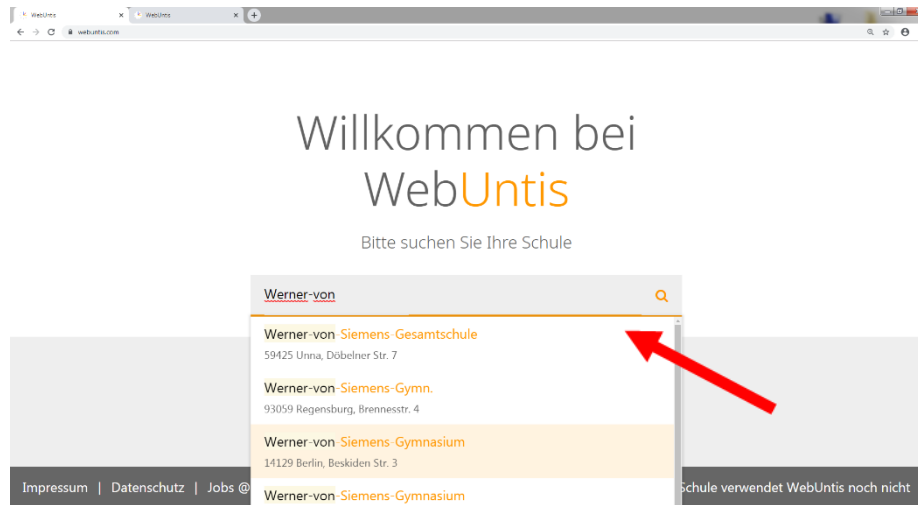 WebUntis
WebUntis
webuntis.com
Willkommen bei
WebUntis
Bitte suchen Sie Ihre Schule
Werner-von
Werner-von-Siemens-Gesamtschule
59425 Unna, Döbelner Str. 7
Werner-von-Siemens-Gymn.
93059 Regensburg, Brennesstr. 4
Werner-von-Siemens-Gymnasium
14129 Berlin, Beskiden Str. 3
Werner-von-Siemens-Gymnasium
Impressum | Datenschutz | Jobs @ Schule verwendet WebUntis noch nicht